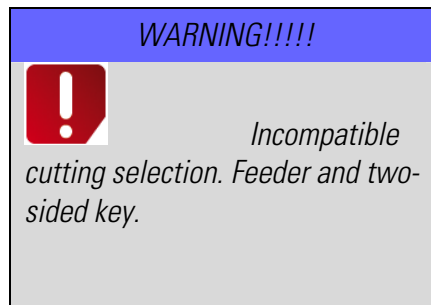 WARNING!!!!!
Incompatible
cutting selection. Feeder and two-
sided key.